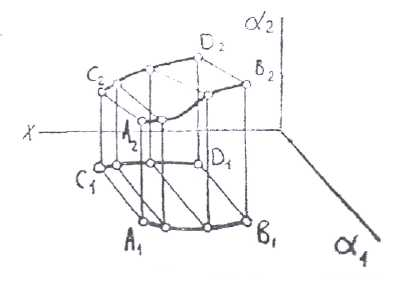 α₂
D₂
C₂
B₂
A₂
X
D₁
C₁
A₁
B₁
α₁